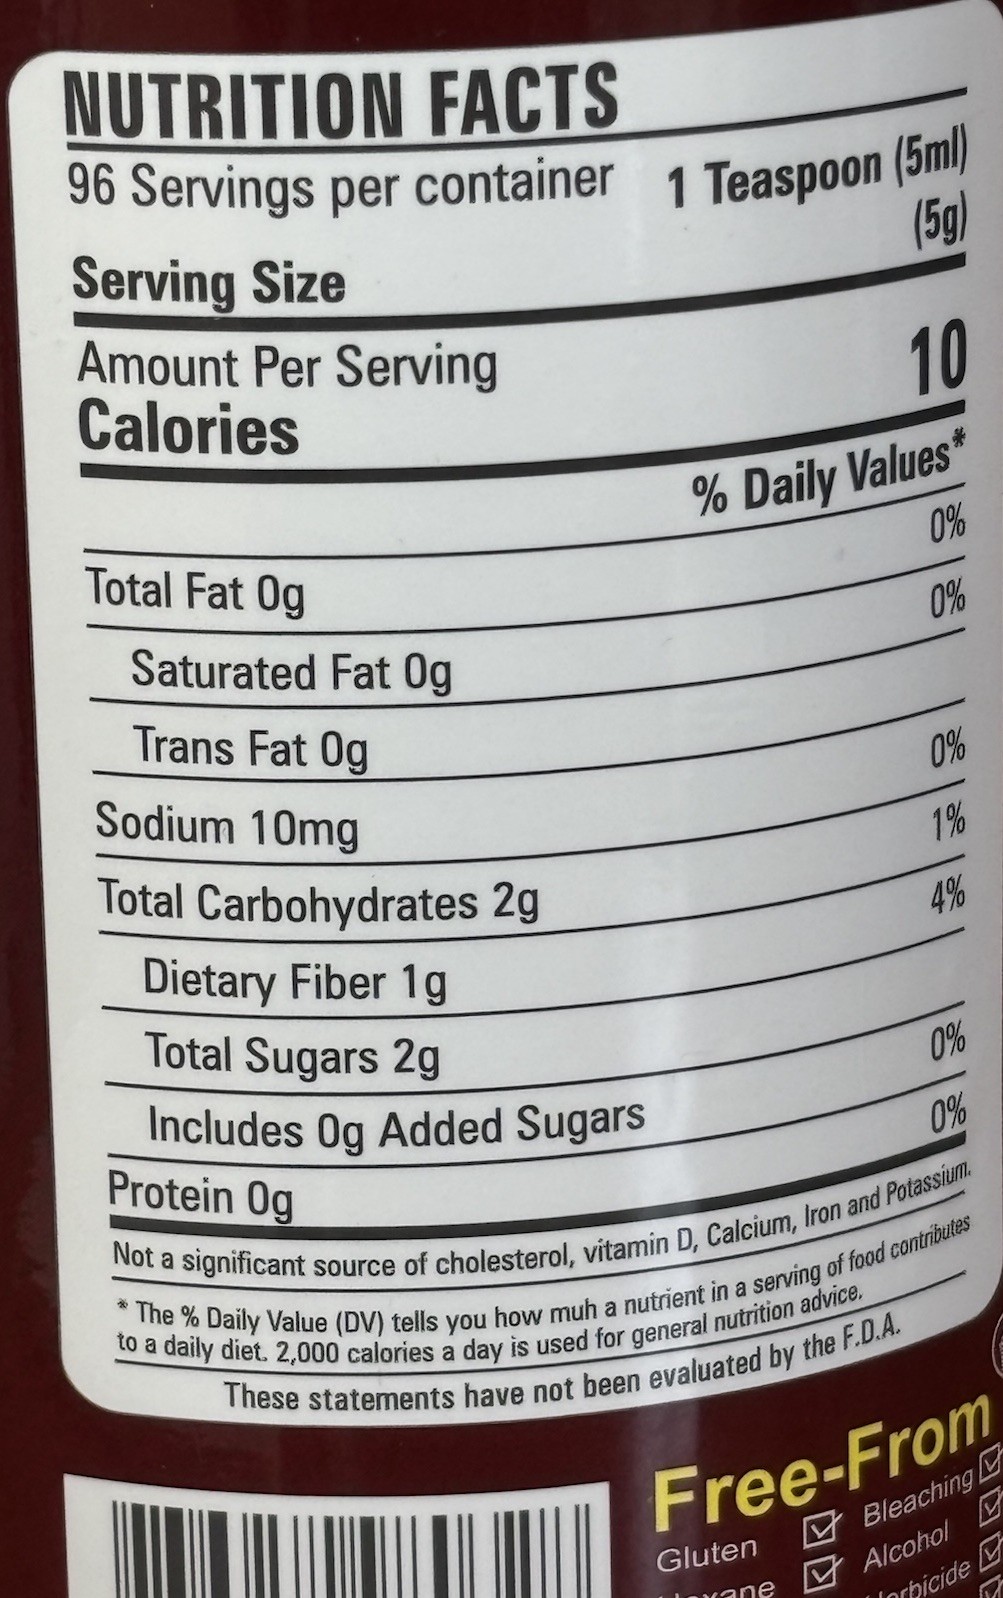 NUTRITION FACTS
96 Servings per container
1 Teaspoon (5ml)
(5g)
Serving Size
Amount Per Serving
Calories 10
% Daily Values*
Total Fat 0g 0%
Saturated Fat 0g 0%
Trans Fat 0g
Sodium 10mg 0%
Total Carbohydrates 2g 1%
Dietary Fiber 1g 4%
Total Sugars 2g
Includes 0g Added Sugars 0%
Protein 0g 0%
Not a significant source of cholesterol, vitamin D, Calcium, Iron and Potassium.
* The % Daily Value (DV) tells you how muh a nutrient in a serving of food contributes
to a daily diet. 2,000 calories a day is used for general nutrition advice.
These statements have not been evaluated by the F.D.A.
Free-From
Gluten Bleaching
Alcohol